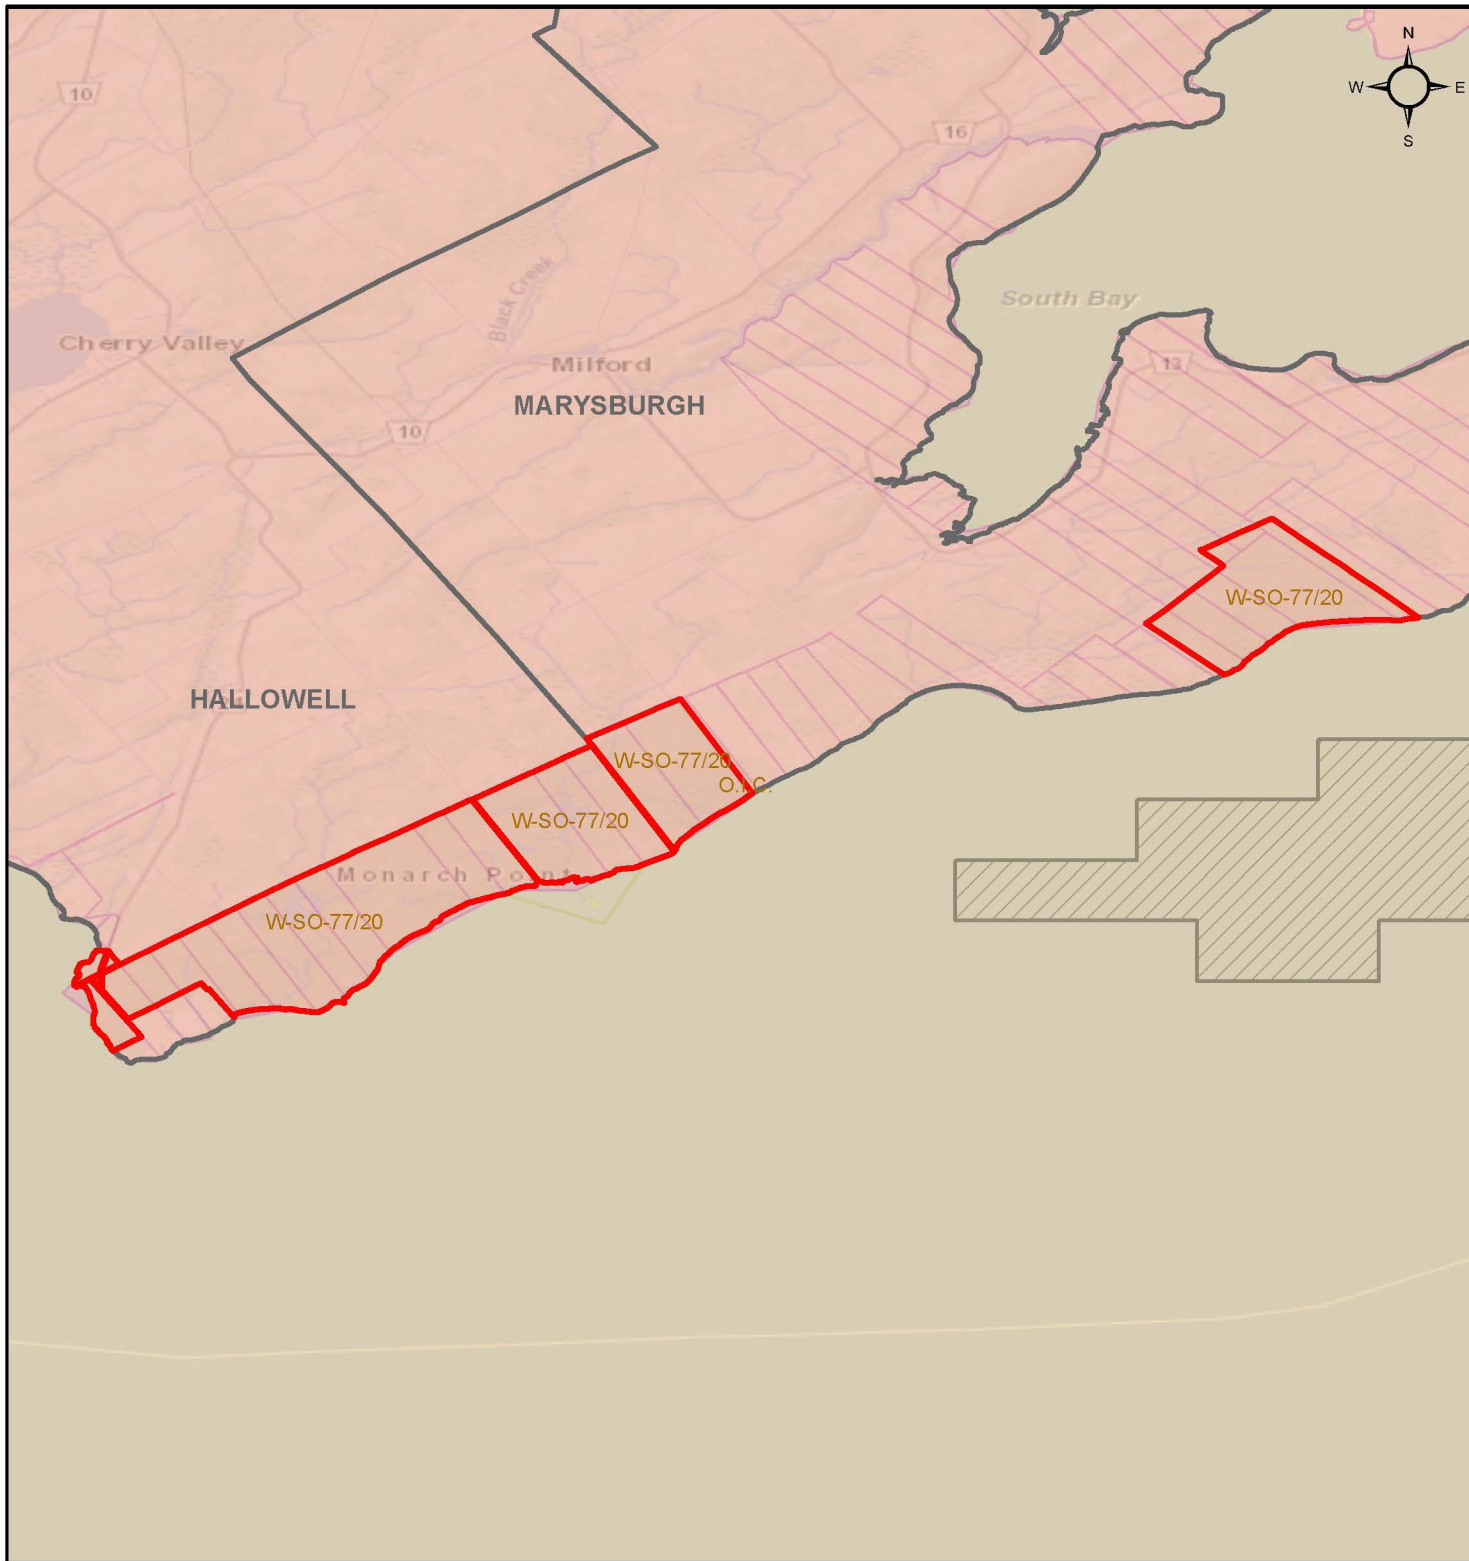 N
W E
S
10
16
South Bay
Black Creek
Cherry Valley
Milford
13
MARYSBURGH
10
W-SO-77/20
HALLOWELL
W-SO-77/20
W-SO-77/20
Monarch Point
W-SO-77/20